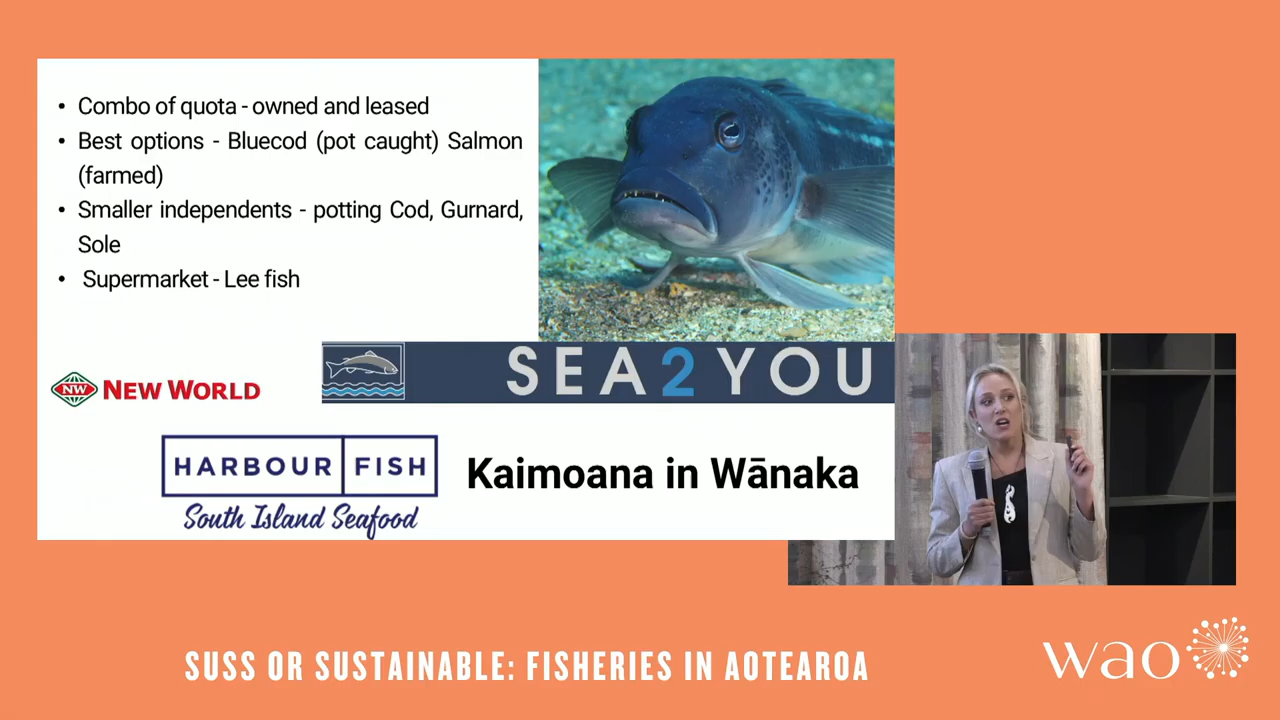 • Combo of quota - owned and leased
• Best options - Bluecod (pot caught) Salmon
(farmed)
• Smaller independents - potting Cod, Gurnard,
Sole
• Supermarket - Lee fish
NW NEW WORLD
SEA2YOU
HARBOUR FISH
South Island Seafood
Kaimoana in Wānaka
SUSS OR SUSTAINABLE: FISHERIES IN AOTEAROA
wao